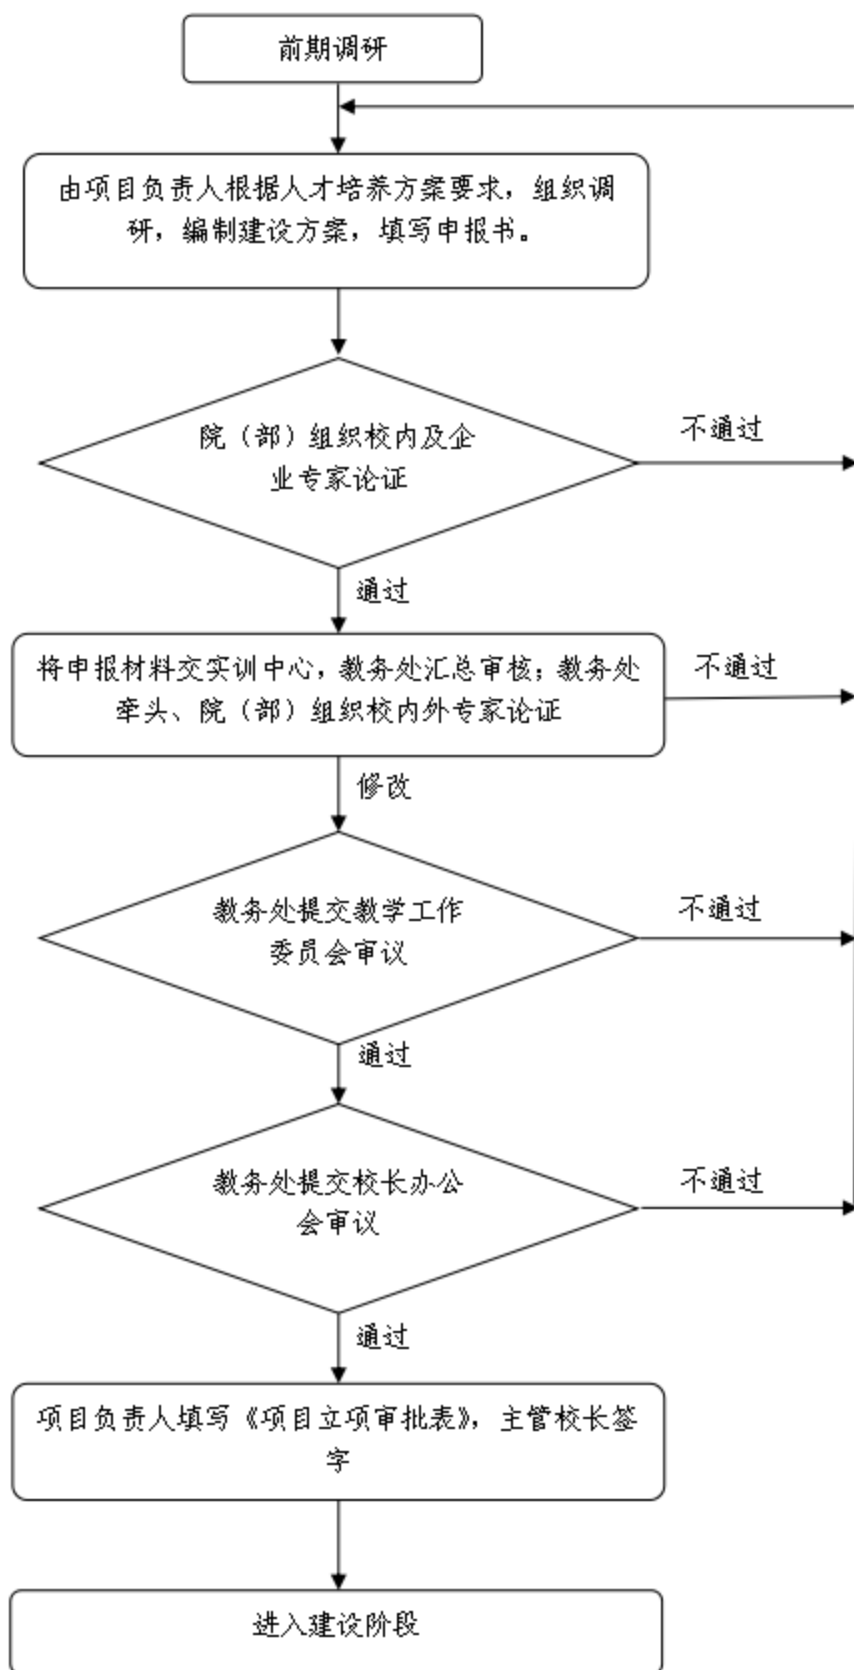 前期调研
由项目负责人根据人才培养方案要求，组织调
研，编制建设方案，填写申报书。
院（部）组织校内及企
业专家论证
不通过
通过
将申报材料交实训中心，教务处汇总审核；教务处
牵头、院（部）组织校内外专家论证
不通过
修改
教务处提交教学工作
委员会审议
不通过
通过
教务处提交校长办公
会审议
不通过
通过
项目负责人填写《项目立项审批表》，主管校长签
字
进入建设阶段